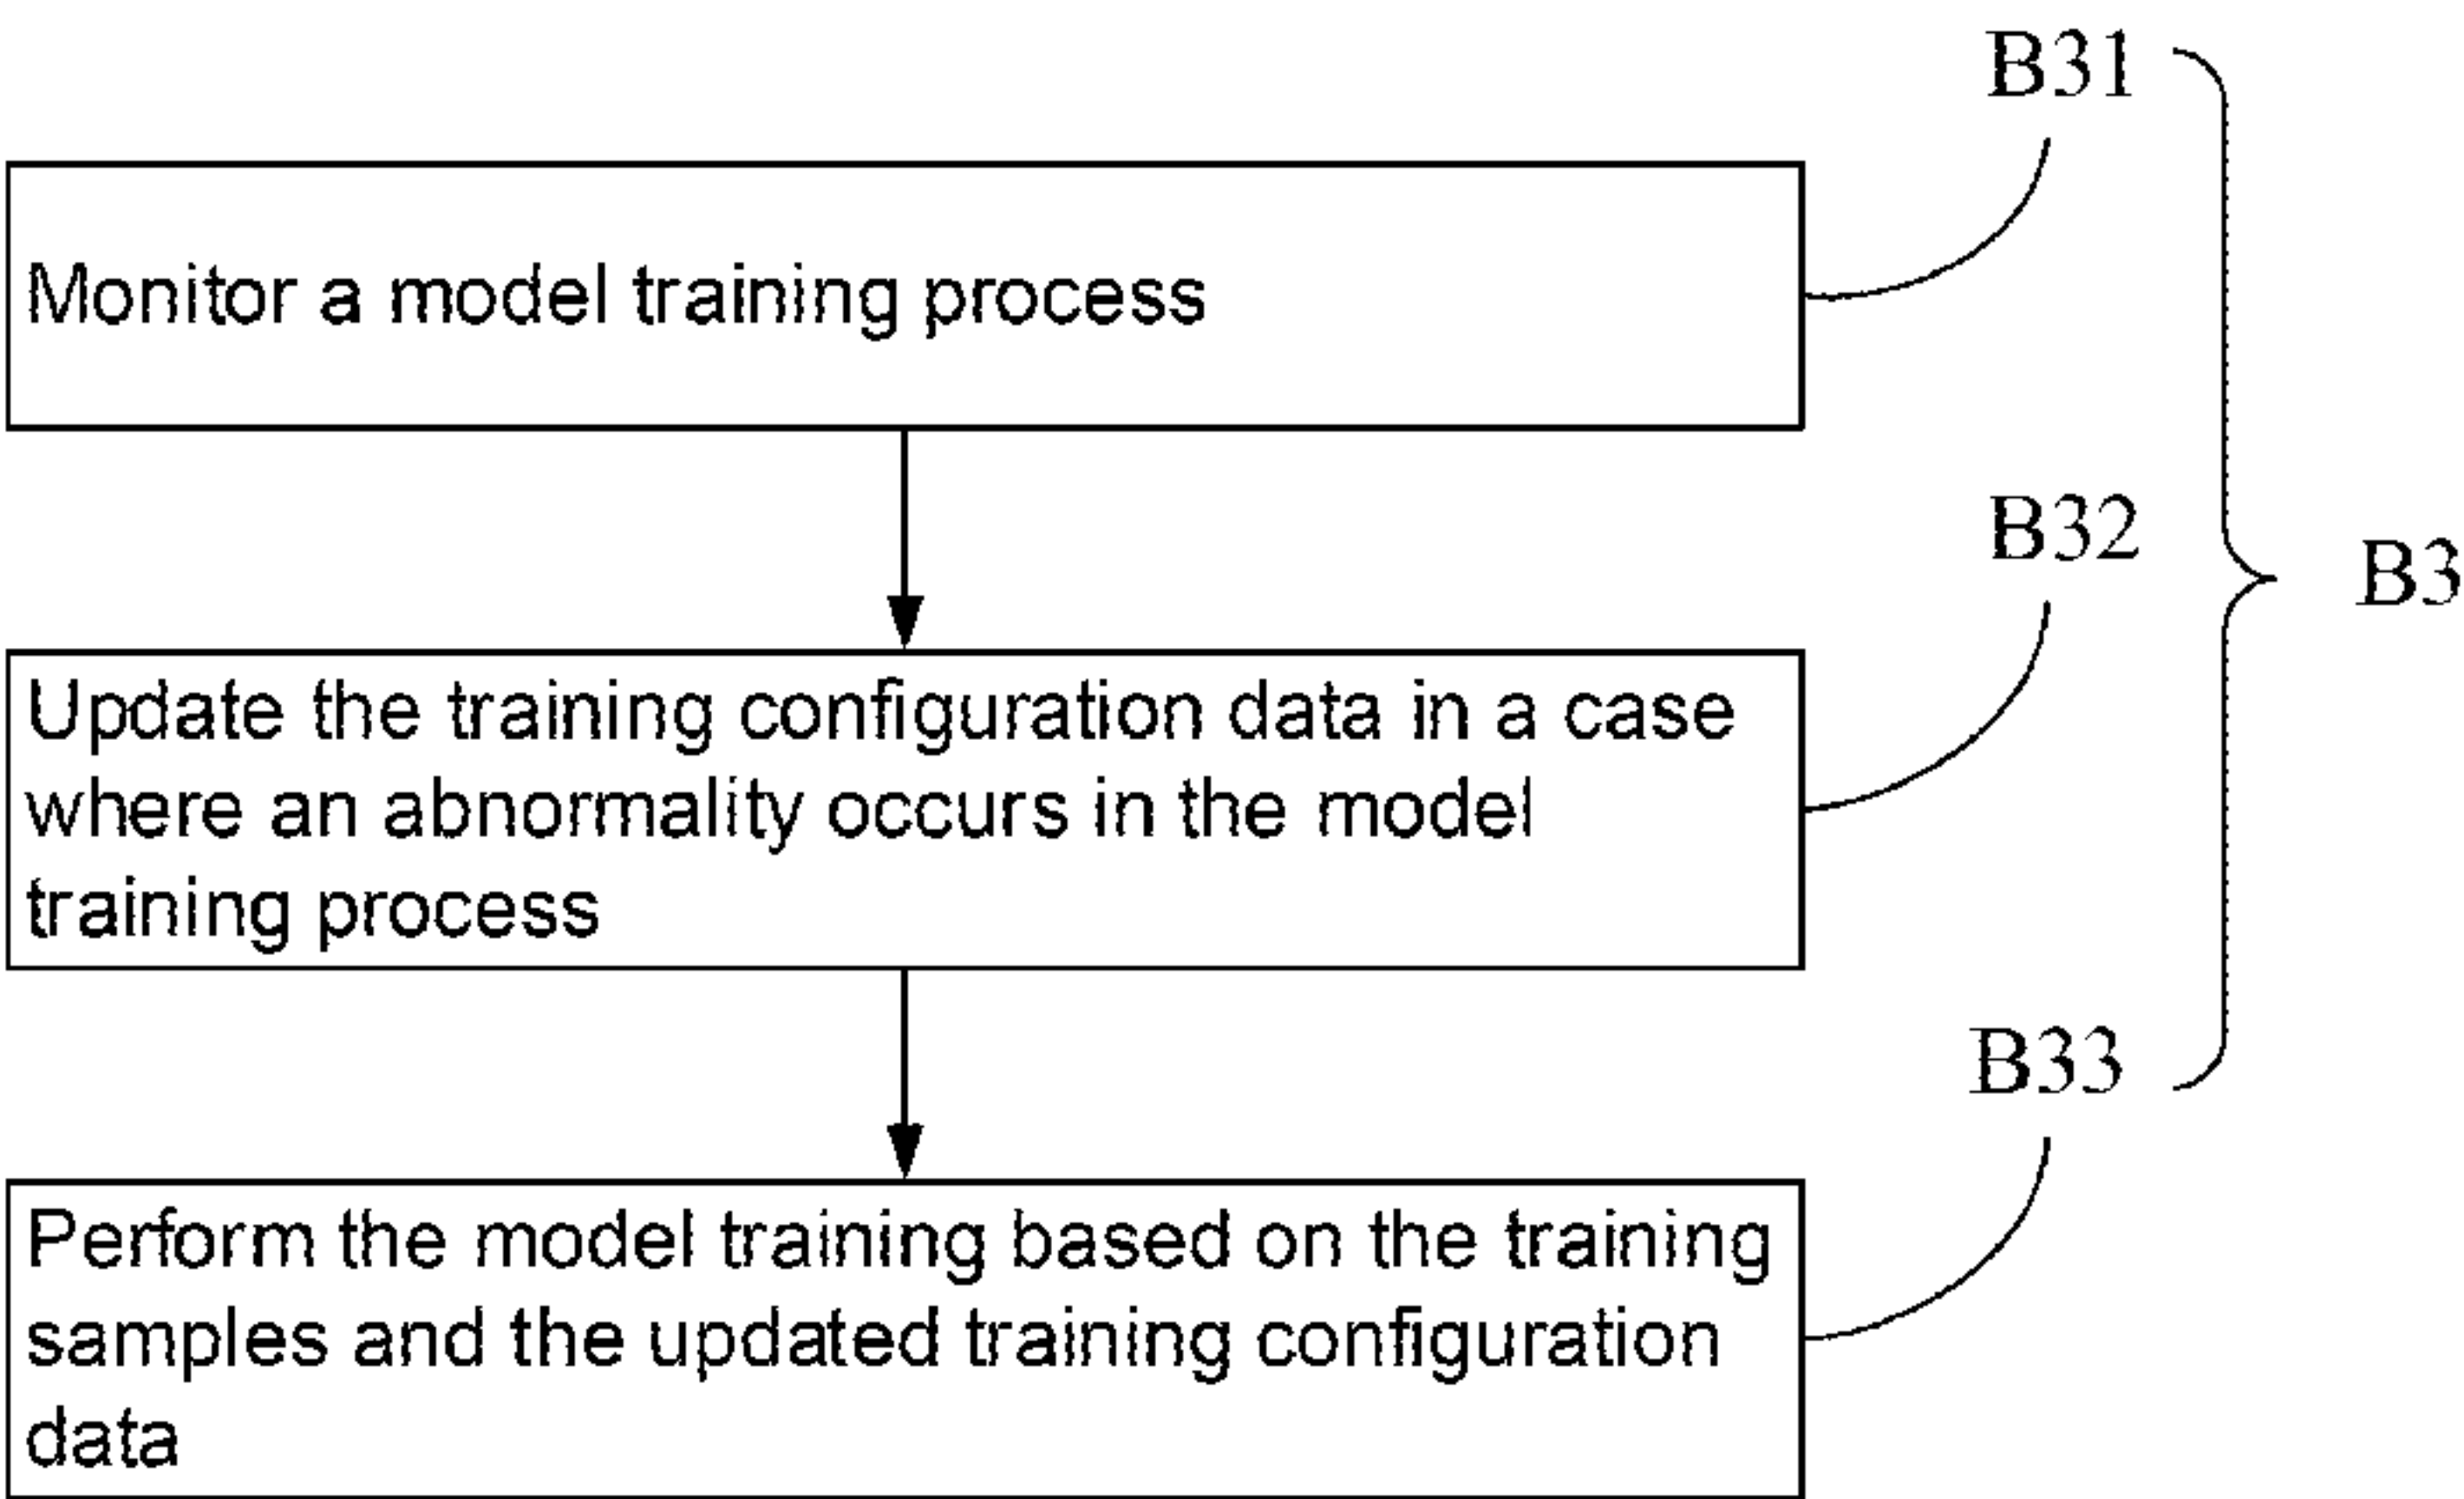 B31
Monitor a model training process
B32
B3
Update the training configuration data in a case
where an abnormality occurs in the model
training process
B33
Perform the model training based on the training
samples and the updated training configuration
data